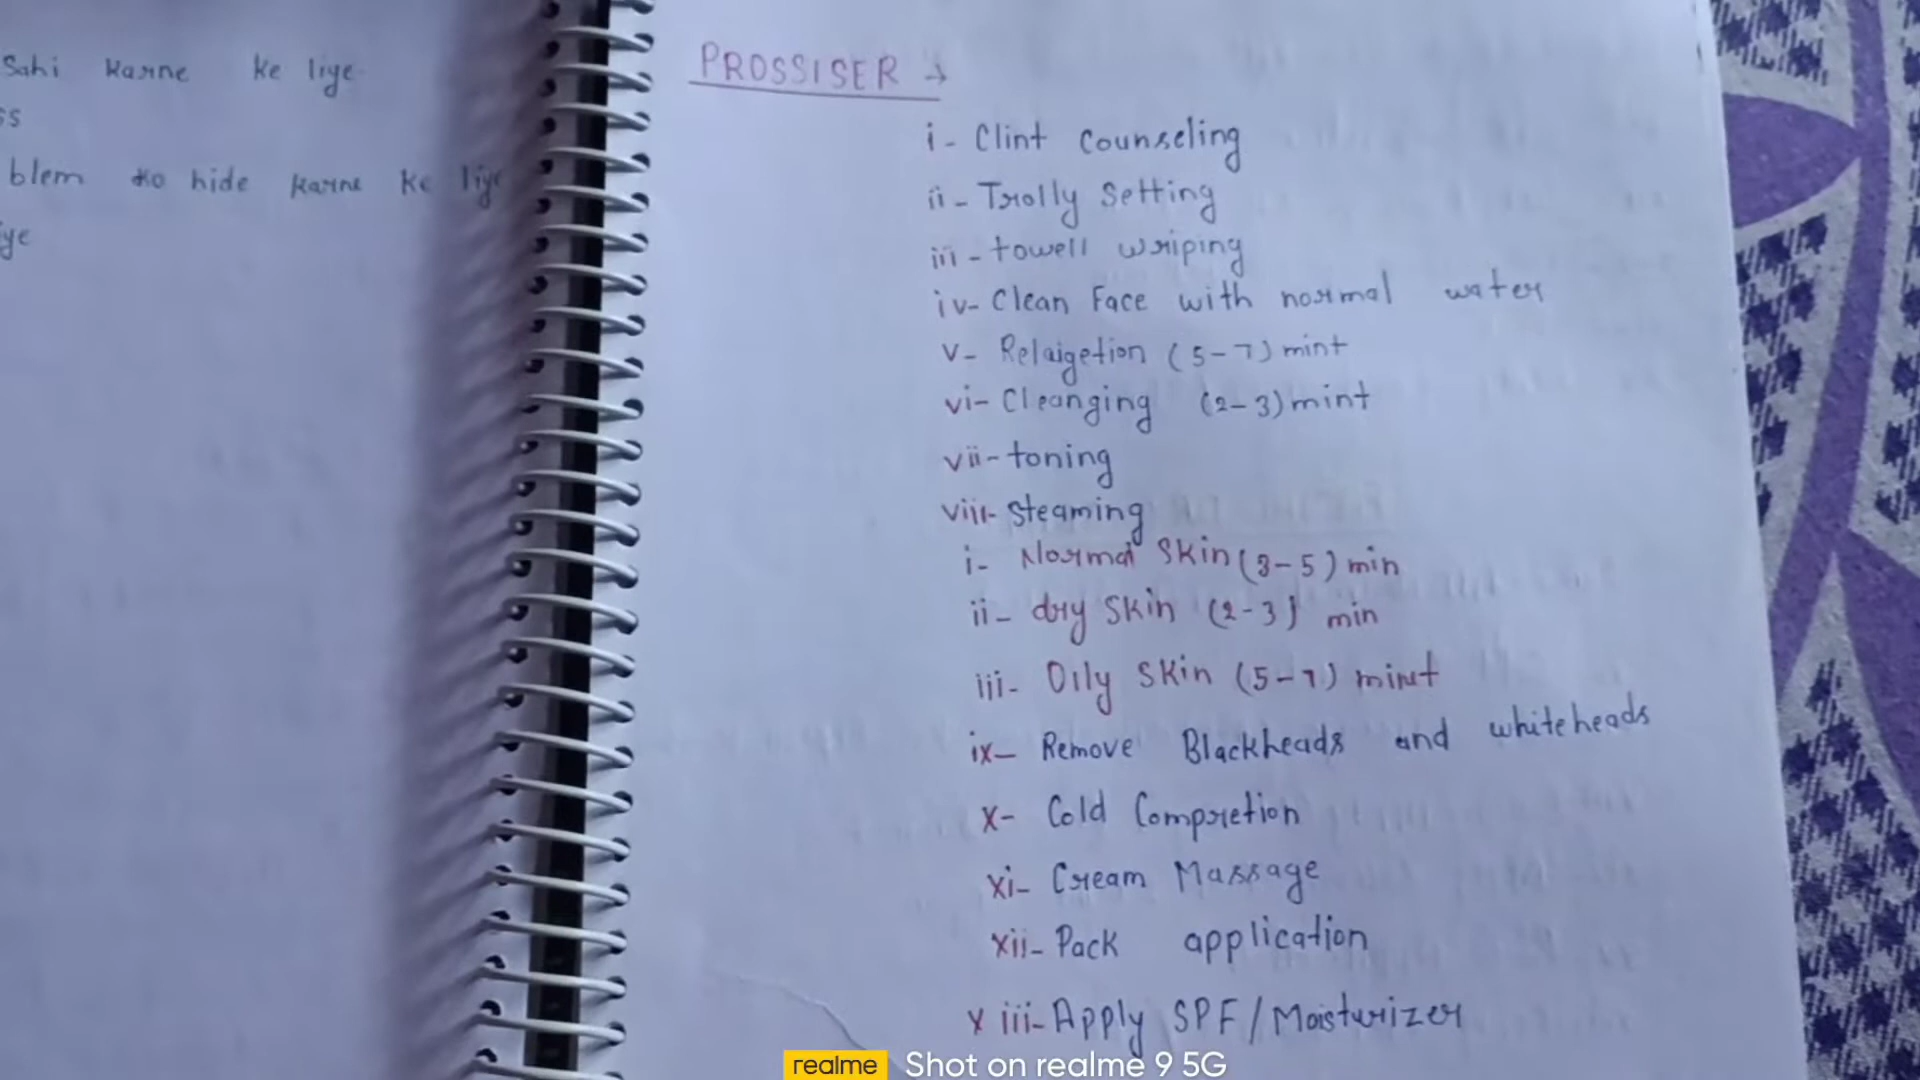 Sahi karne ke liye
ss
blem ko hide karne ke liye
iye
PROSSISER →
i- Clint Counseling
ii- Trolly Setting
iii- towell wriping
iv- Clean Face with normal water
v- Relaigetion (5-7) mint
vi- Cleanging (2-3) mint
vii- toning
viii- Steaming
i- Normal Skin (3-5) min
ii- dry Skin (2-3) min
iii- Oily Skin (5-7) mint
ix- Remove Blackheads and whiteheads
x- Cold Compretion
xi- Cream Massage
xii- Pack application
xiii- Apply SPF/Moisturizer
realme Shot on realme 9 5G